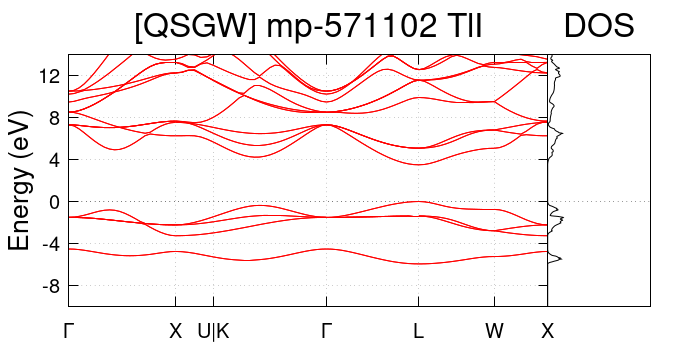 [QSGW] mp-571102 TlI DOS
12
8
4
0
-4
-8
Energy (eV)
Γ X U|K Γ L W X